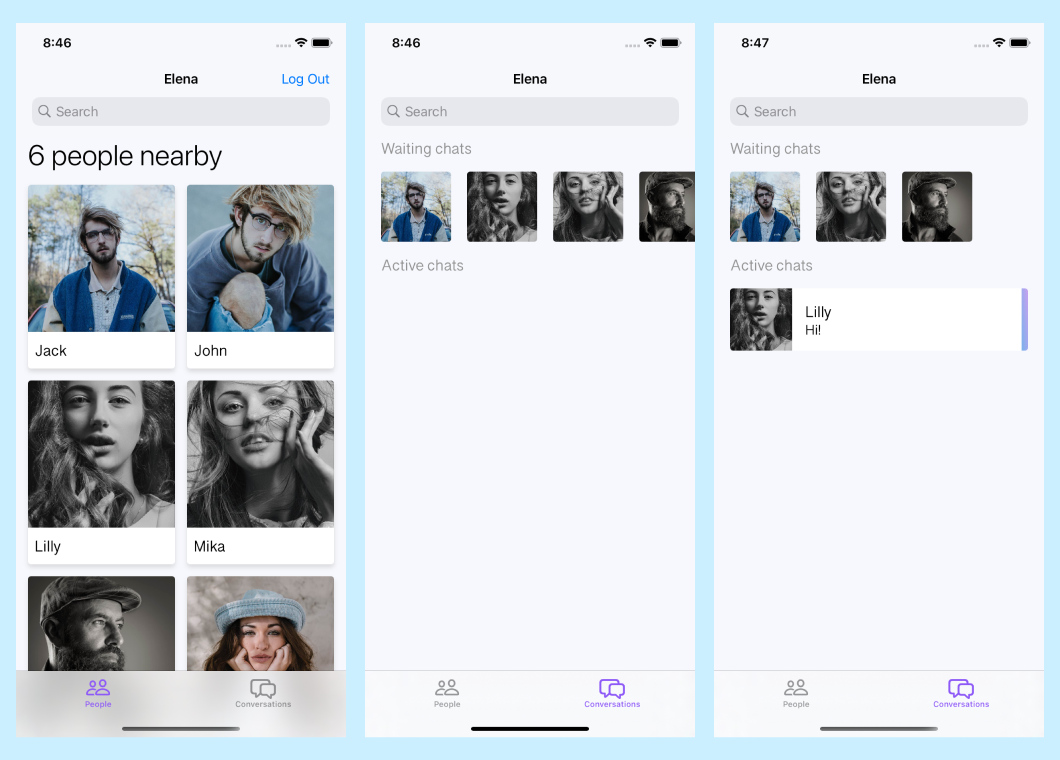 8:46
Elena
Log Out
Search
6 people nearby
Jack
John
Lilly
Mika
People
Conversations
8:46
Elena
Search
Waiting chats
Active chats
People
Conversations
8:47
Elena
Search
Waiting chats
Active chats
Lilly
Hi!
People
Conversations